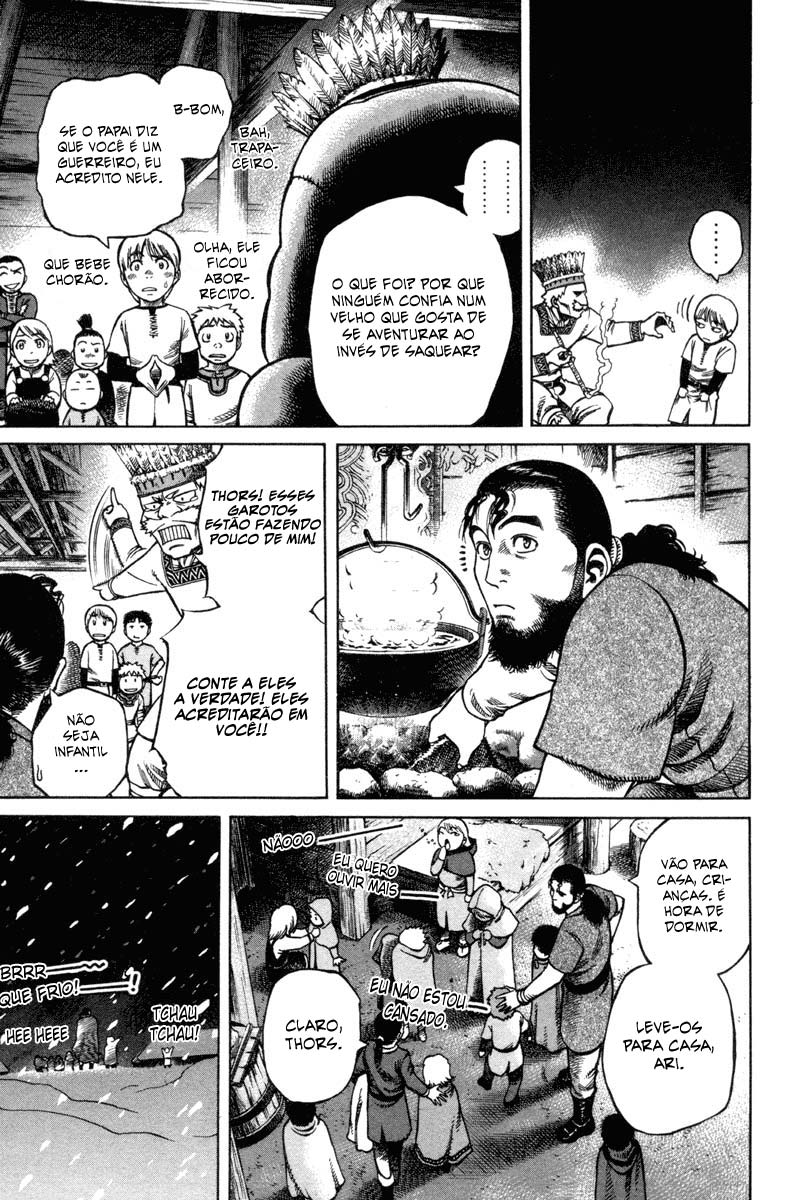 ......
......
O QUE FOI? POR QUE
NINGUÉM CONFIA NUM
VELHO QUE GOSTA DE
SE AVENTURAR AO
INVÉS DE SAQUEAR?
B-BOM,
SE O PAPAI DIZ
QUE VOCÊ É UM
GUERREIRO, EU
ACREDITO NELE.
BAH,
TRAPA-
CEIRO.
OLHA, ELE
FICOU
ABOR-
RECIDO.
QUE BEBE
CHORÃO.
THORS! ESSES
GAROTOS
ESTÃO FAZENDO
POUCO DE MIM!
CONTE A ELES
A VERDADE! ELES
ACREDITARÃO EM
VOCÊ!!
NÃO
SEJA
INFANTIL
...
VÃO PARA
CASA, CRI-
ANCAS. É
HORA DE
DORMIR.
LEVE-OS
PARA CASA,
ARI.
NÃOOO
EU QUERO
OUVIR MAIS
EU NÃO ESTOU
CANSADO.
CLARO,
THORS.
BRRR
QUE FRIO!
TCHAU
TCHAU!
HEE HEEE